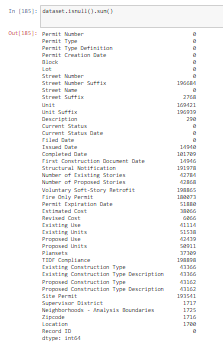 In [185]: dataset.isnull().sum()
Out[185]: Permit Number 0
Permit Type 0
Permit Type Definition 0
Permit Creation Date 0
Block 0
Lot 0
Street Number 0
Street Number Suffix 196684
Street Name 0
Street Suffix 2768
Unit 169421
Unit Suffix 196939
Description 290
Current Status 0
Current Status Date 0
Filed Date 0
Issued Date 14940
Completed Date 101709
First Construction Document Date 14946
Structural Notification 191978
Number of Existing Stories 42784
Number of Proposed Stories 42868
Voluntary Soft-Story Retrofit 198865
Fire Only Permit 180073
Permit Expiration Date 51880
Estimated Cost 38066
Revised Cost 6066
Existing Use 41114
Existing Units 51538
Proposed Use 42439
Proposed Units 50911
Plansets 37309
TIDF Compliance 198898
Existing Construction Type 43366
Existing Construction Type Description 43366
Proposed Construction Type 43162
Proposed Construction Type Description 43162
Site Permit 193541
Supervisor District 1717
Neighborhoods - Analysis Boundaries 1725
Zipcode 1716
Location 1700
Record ID 0
dtype: int64